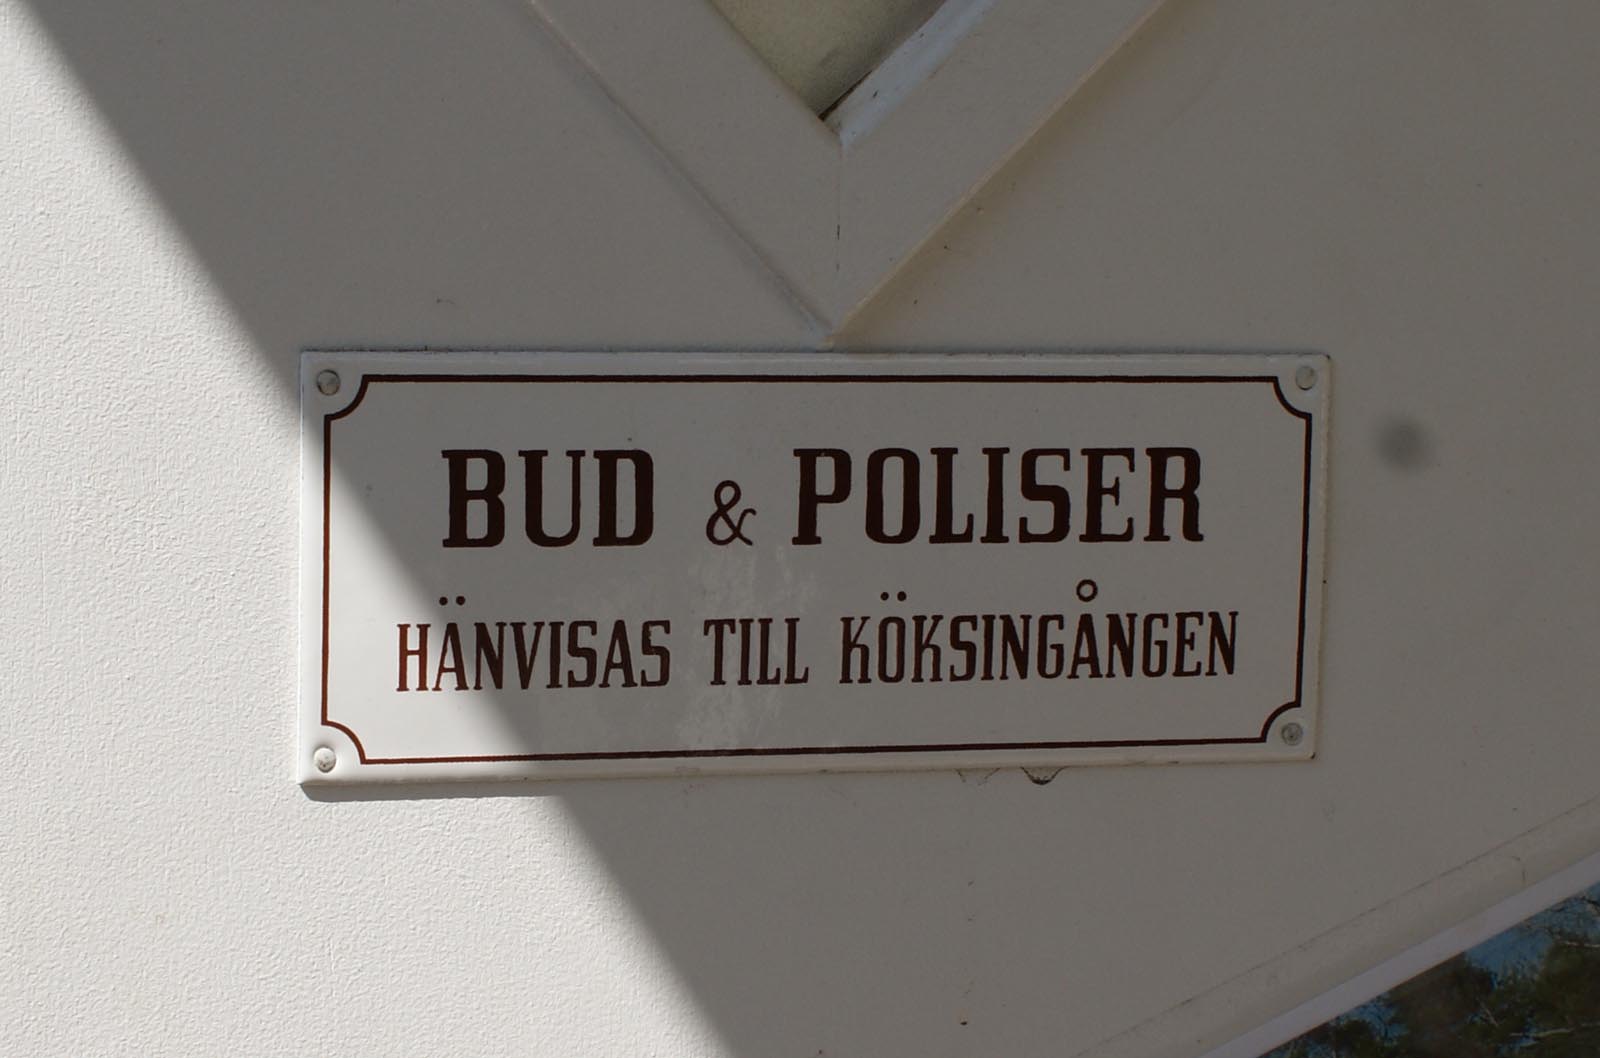 BUD & POLISER
HÄNVISAS TILL KÖKSINGÅNGEN